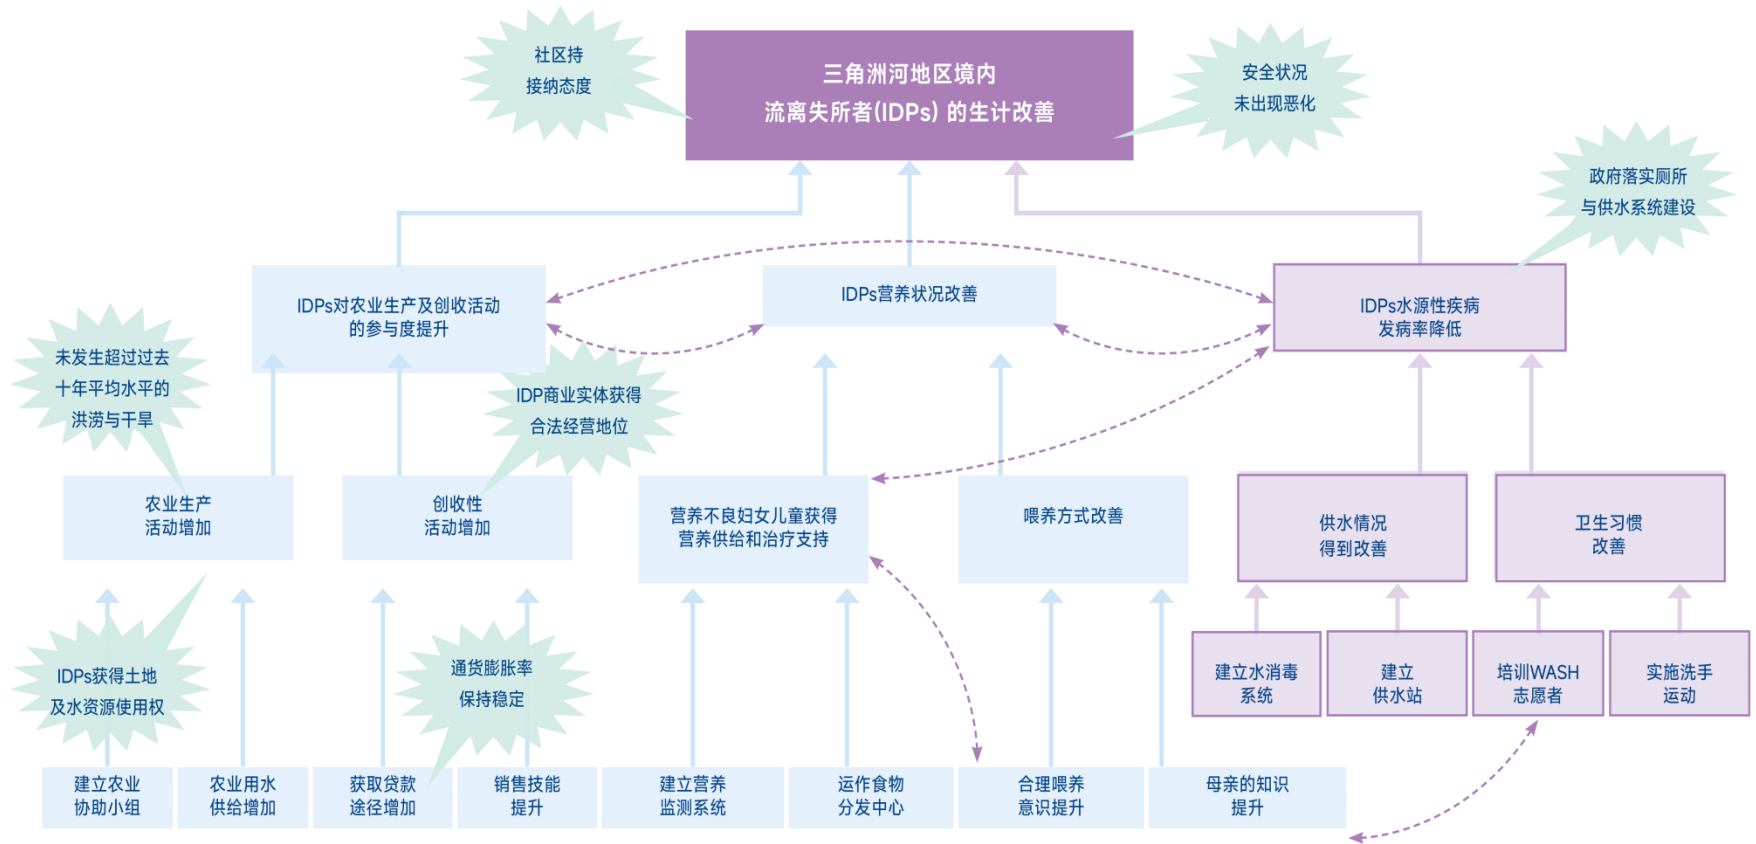 社区持
接纳态度
三角洲河地区境内
流离失所者(IDPs) 的生计改善
安全状况
未出现恶化
政府落实厕所
与供水系统建设
IDPs对农业生产及创收活动
的参与度提升
IDPs营养状况改善
IDPs水源性疾病
发病率降低
未发生超过过去
十年平均水平的
洪涝与干旱
IDP商业实体获得
合法经营地位
农业生产
活动增加
创收性
活动增加
营养不良妇女儿童获得
营养供给和治疗支持
喂养方式改善
供水情况
得到改善
卫生习惯
改善
IDPs获得土地
及水资源使用权
通货膨胀率
保持稳定
建立水消毒
系统
建立
供水站
培训WASH
志愿者
实施洗手
运动
建立农业
协助小组
农业用水
供给增加
获取贷款
途径增加
销售技能
提升
建立营养
监测系统
运作食物
分发中心
合理喂养
意识提升
母亲的知识
提升